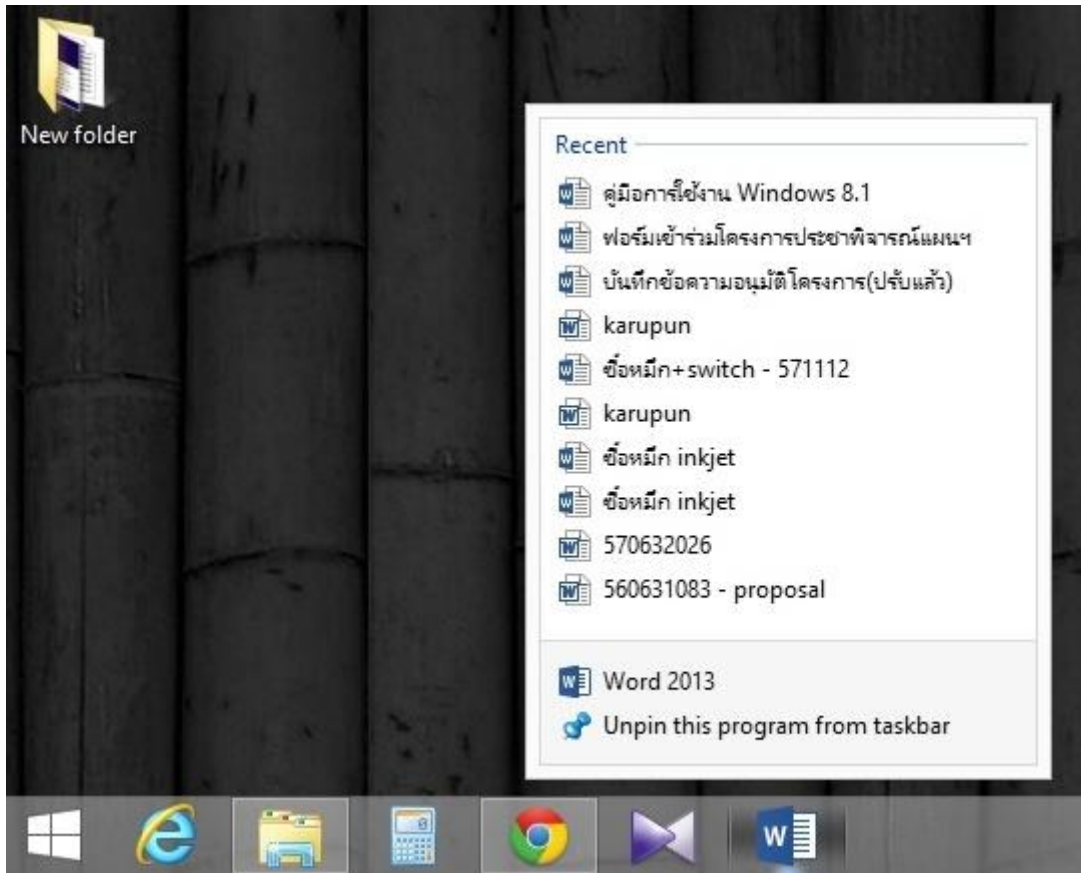 New folder
Recent
คู่มือการใช้งาน Windows 8.1
ฟอร์มเข้าร่วมโครงการประชาพิจารณ์แผนฯ
บันทึกข้อความอนุมัติโครงการ(ปรับแล้ว)
karupun
ซื้อหมึก+switch - 571112
karupun
ซื้อหมึก inkjet
ซื้อหมึก inkjet
570632026
560631083 - proposal
Word 2013
Unpin this program from taskbar